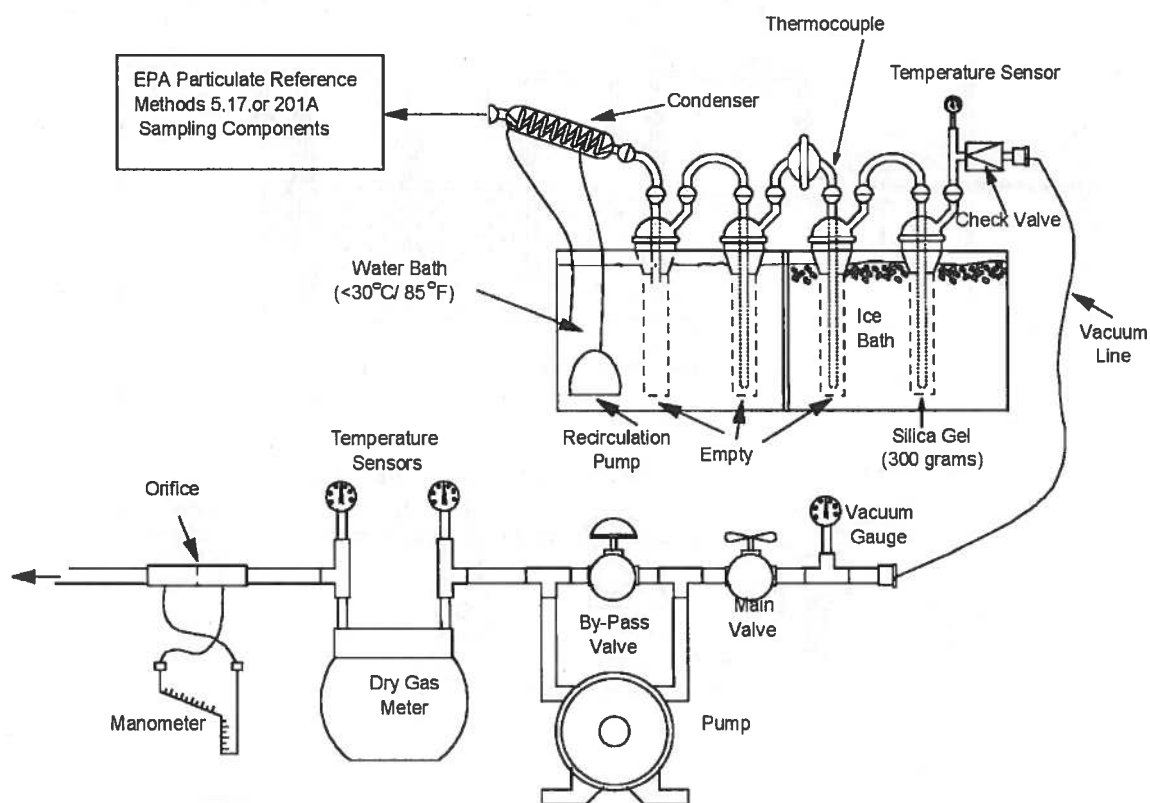 Thermocouple
EPA Particulate Reference
Methods 5,17,or 201A
Sampling Components
Condenser
Temperature Sensor
Check Valve
Water Bath
(<30°C/ 85°F)
Ice
Bath
Vacuum
Line
Recirculation
Pump
Empty
Silica Gel
(300 grams)
Temperature
Sensors
Orifice
Vacuum
Gauge
By-Pass
Valve
Main
Valve
Dry Gas
Meter
Manometer
Pump